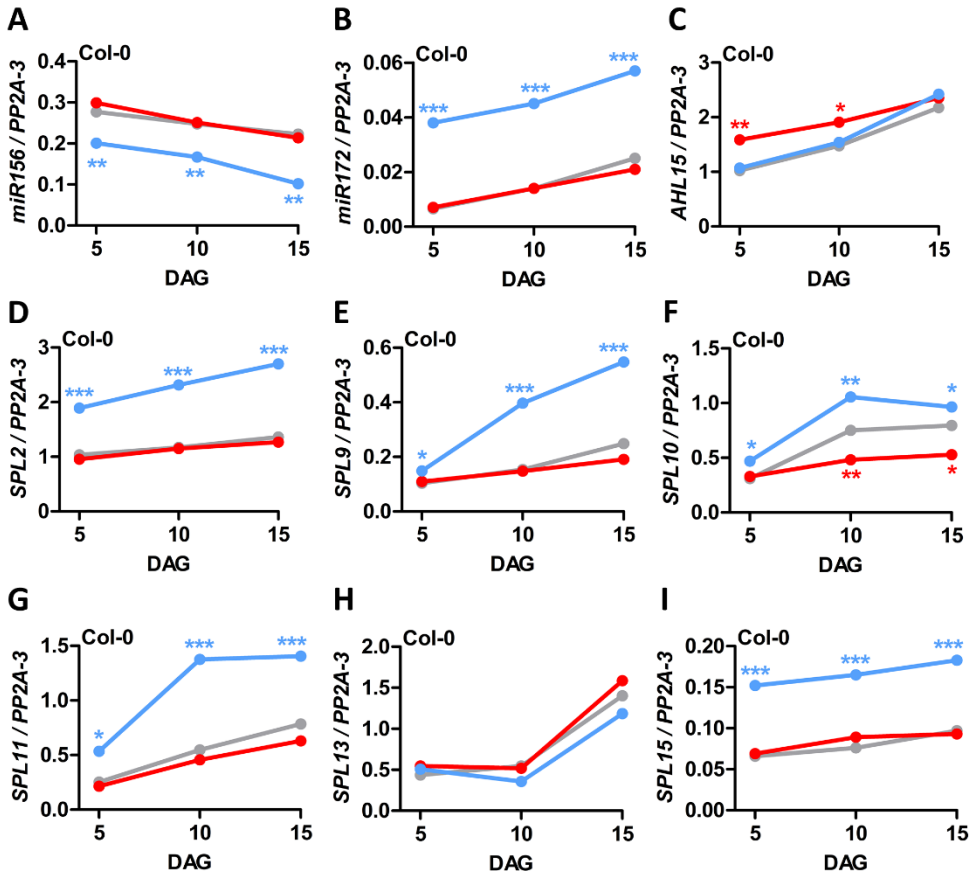 A
Col-0
miR156 / PP2A-3
0.4
0.3
0.2
0.1
0.0
**
**
**
5 10 15
DAG
B
Col-0
miR172 / PP2A-3
0.06
0.04
0.02
0.00
***
***
***
5 10 15
DAG
C
Col-0
AHL15 / PP2A-3
3
2
1
0
**
*
5 10 15
DAG
D
Col-0
SPL2 / PP2A-3
3
2
1
0
***
***
***
5 10 15
DAG
E
Col-0
SPL9 / PP2A-3
0.6
0.4
0.2
0.0
*
***
***
5 10 15
DAG
F
Col-0
SPL10 / PP2A-3
1.5
1.0
0.5
0.0
*
**
*
**
*
5 10 15
DAG
G
Col-0
SPL11 / PP2A-3
1.5
1.0
0.5
0.0
*
***
***
5 10 15
DAG
H
Col-0
SPL13 / PP2A-3
2.0
1.5
1.0
0.5
0.0
5 10 15
DAG
I
Col-0
SPL15 / PP2A-3
0.20
0.15
0.10
0.05
0.00
***
***
***
5 10 15
DAG